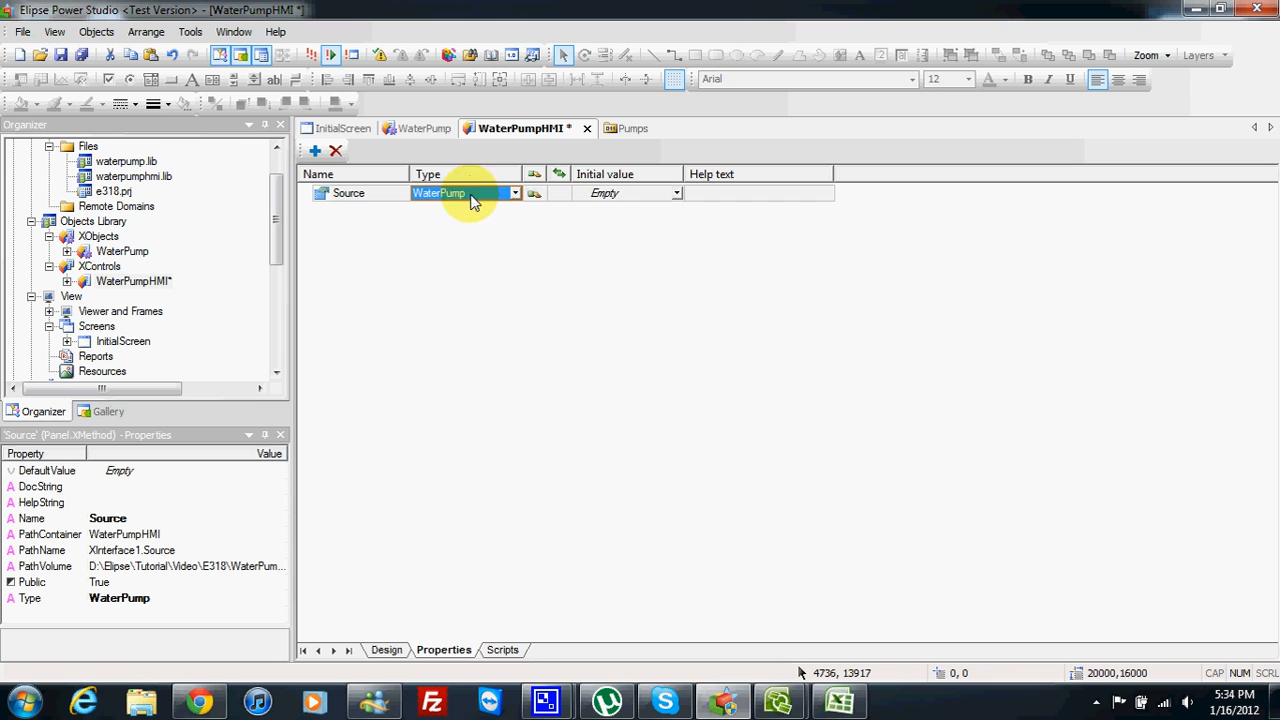 Elipse Power Studio <Test Version> - [WaterPumpHMI *]
File View Objects Arrange Tools Window Help
Zoom Layers
Arial 12 A B I U
Organizer
InitialScreen WaterPump WaterPumpHMI * Pumps
Files
waterpump.lib
waterpumphmi.lib
e318.prj
Remote Domains
Objects Library
XObjects
WaterPump
XControls
WaterPumpHMI*
View
Viewer and Frames
Screens
InitialScreen
Reports
Resources
Organizer Gallery
Name Type Initial value Help text
Source WaterPump Empty
'Source' (Panel.XMethod) - Properties
Property Value
DefaultValue Empty
DocString
HelpString
Name Source
PathContainer WaterPumpHMI
PathName XInterface1.Source
PathVolume D:\Elipse\Tutorial\Video\E318\WaterPum...
Public True
Type WaterPump
Design Properties Scripts
4736, 13917 0, 0 20000,16000 CAP NUM SCRL
5:34 PM
1/16/2012